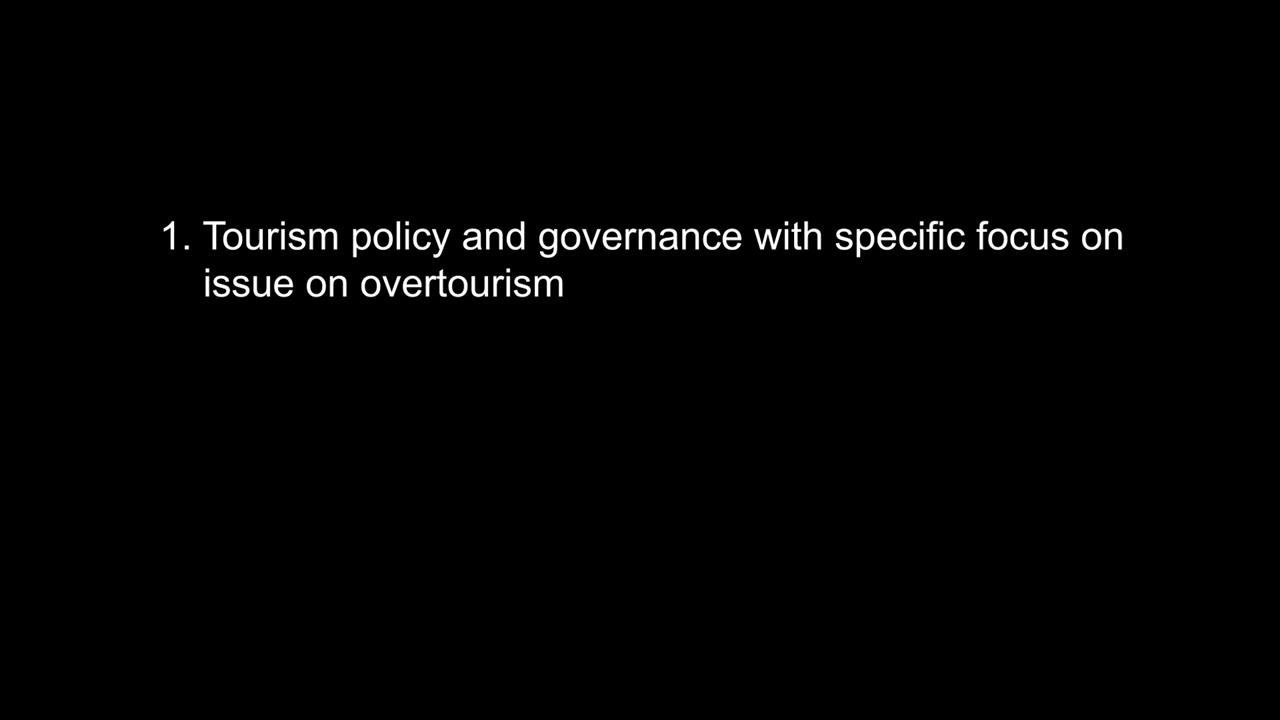 1. Tourism policy and governance with specific focus on
issue on overtourism